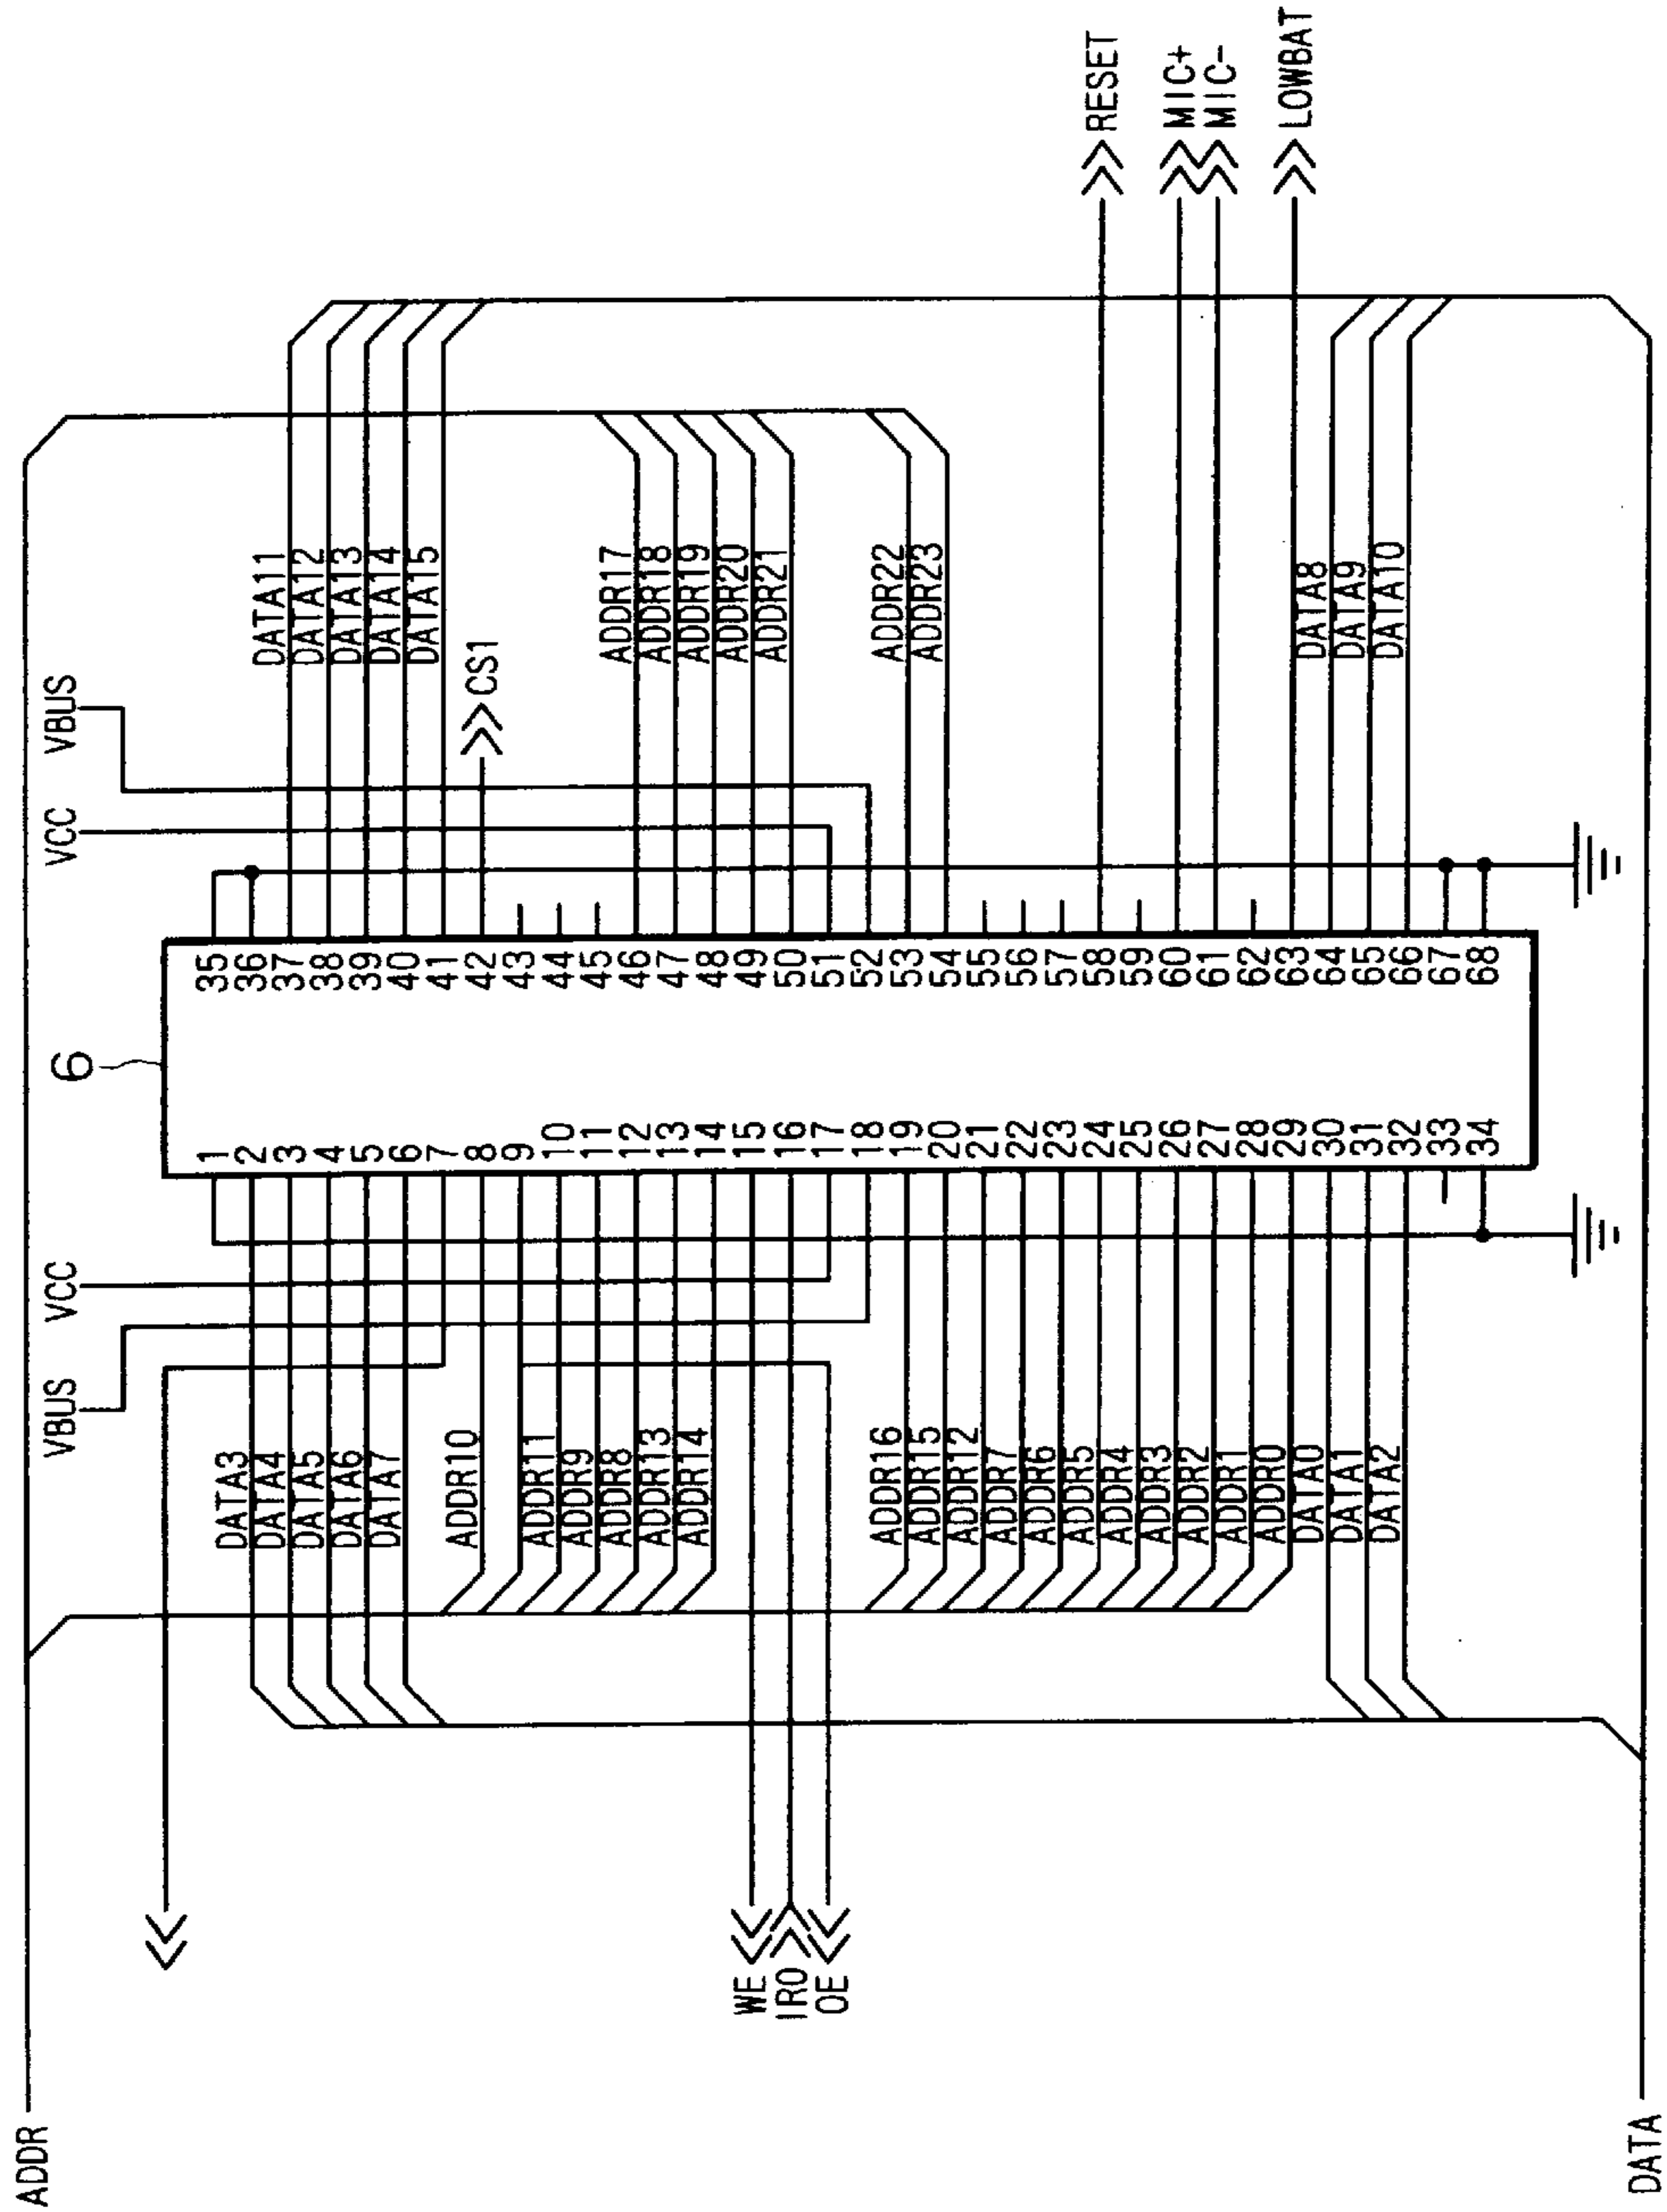 ADDR
DATA
VBUS
VCC
6
VCC
VBUS
DATA3
DATA4
DATA5
DATA6
DATA7
ADDR10
ADDR11
ADDR9
ADDR8
ADDR13
ADDR14
WE
IRO
OE
ADDR16
ADDR15
ADDR12
ADDR7
ADDR6
ADDR5
ADDR4
ADDR3
ADDR2
ADDR1
ADDR0
DATA0
DATA1
DATA2
1
2
3
4
5
6
7
8
9
10
11
12
13
14
15
16
17
18
19
20
21
22
23
24
25
26
27
28
29
30
31
32
33
34
35
36
37
38
39
40
41
42
43
44
45
46
47
48
49
50
51
52
53
54
55
56
57
58
59
60
61
62
63
64
65
66
67
68
DATA11
DATA12
DATA13
DATA14
DATA15
CS1
ADDR17
ADDR18
ADDR19
ADDR20
ADDR21
ADDR22
ADDR23
RESET
MIC+
MIC-
LOWBAT
DATA8
DATA9
DATA10